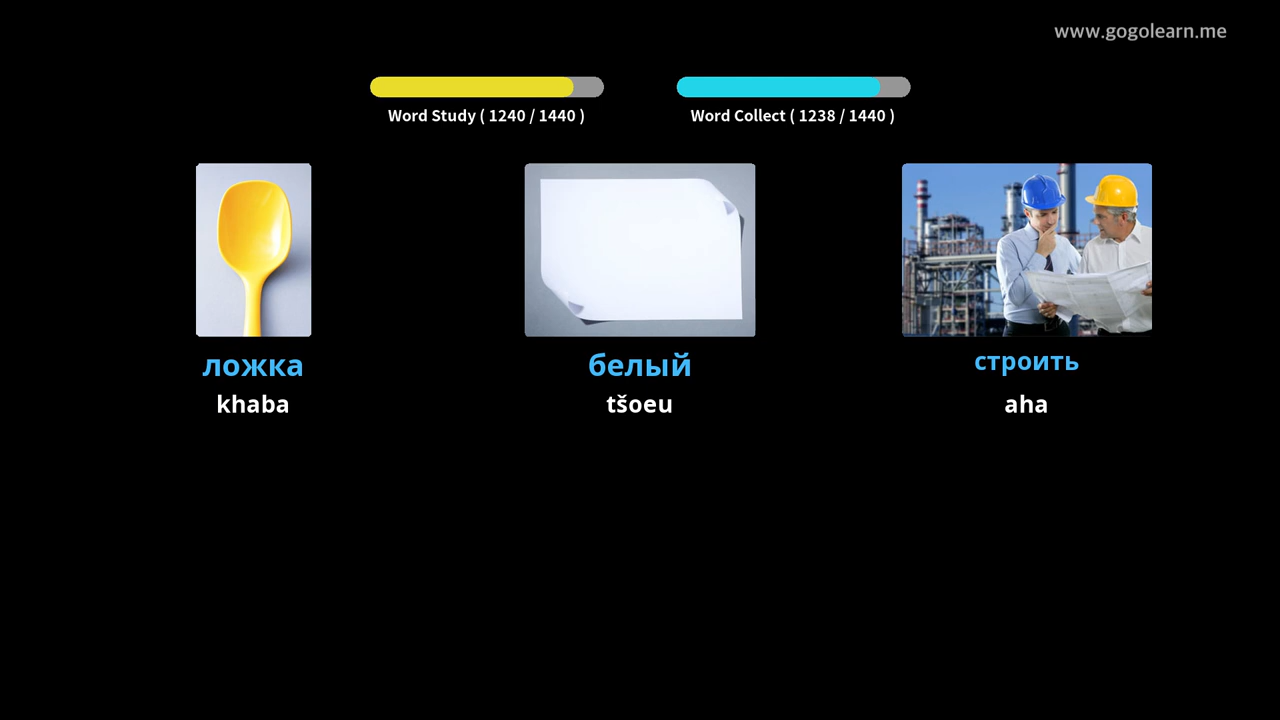 www.gogolearn.me
Word Study ( 1240 / 1440 )
Word Collect ( 1238 / 1440 )
ложка
белый
строить
khaba
tšoeu
aha